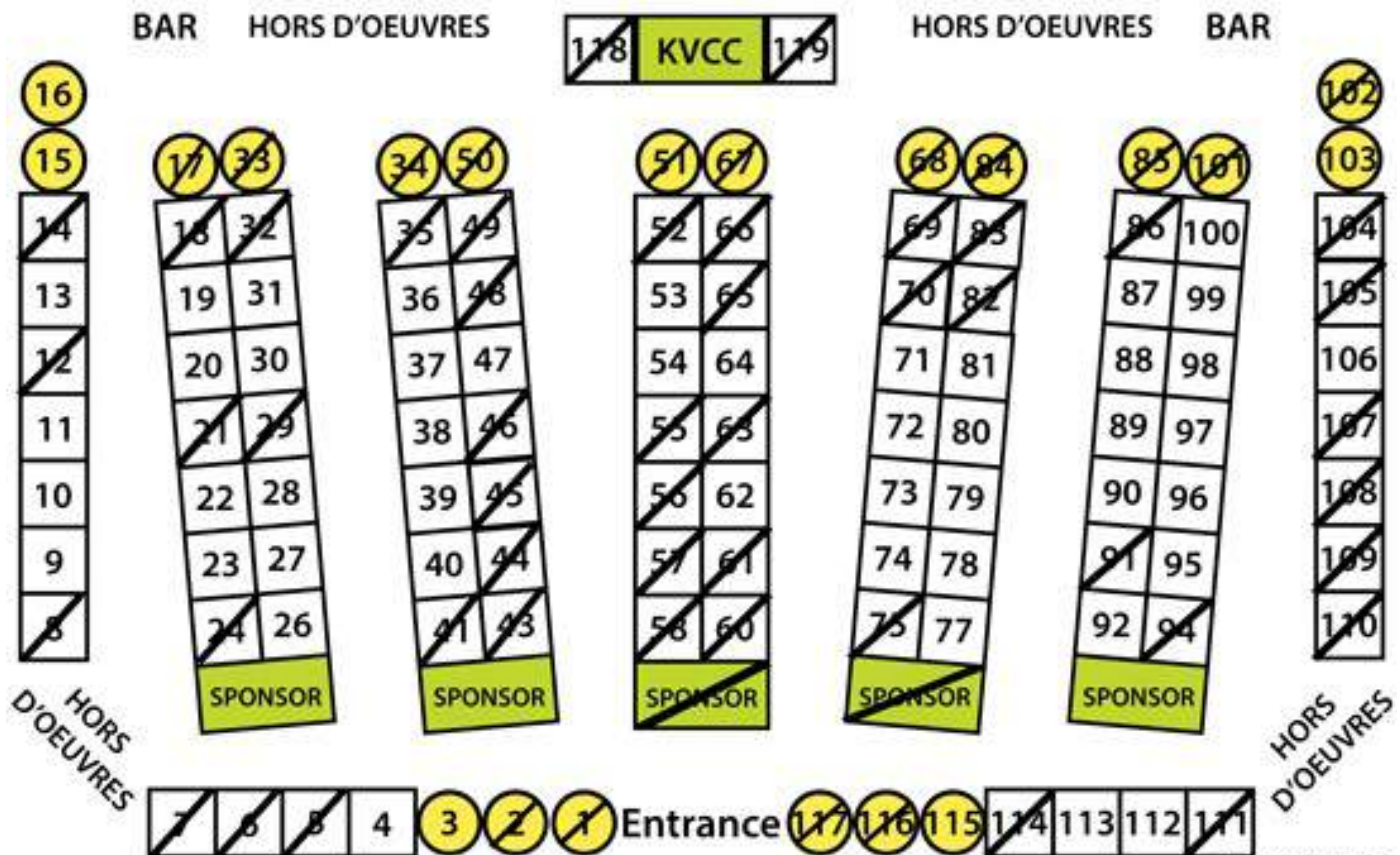 BAR HORS D'OEUVRES 118 KVCC 119 HORS D'OEUVRES BAR
16 102
15 17 33 34 50 51 67 68 84 85 101 103
14 18 32 35 49 52 66 69 83 86 100 104
13 19 31 36 48 53 65 70 82 87 99 105
12 20 30 37 47 54 64 71 81 88 98 106
11 21 29 38 46 55 63 72 80 89 97 107
10 22 28 39 45 56 62 73 79 90 96 108
9 23 27 40 44 57 61 74 78 91 95 109
8 24 26 41 43 58 60 75 77 92 94 110
SPONSOR SPONSOR SPONSOR SPONSOR SPONSOR
HORS
D'OEUVRES
HORS
D'OEUVRES
7 6 5 4 3 2 1 Entrance 117 116 115 114 113 112 111